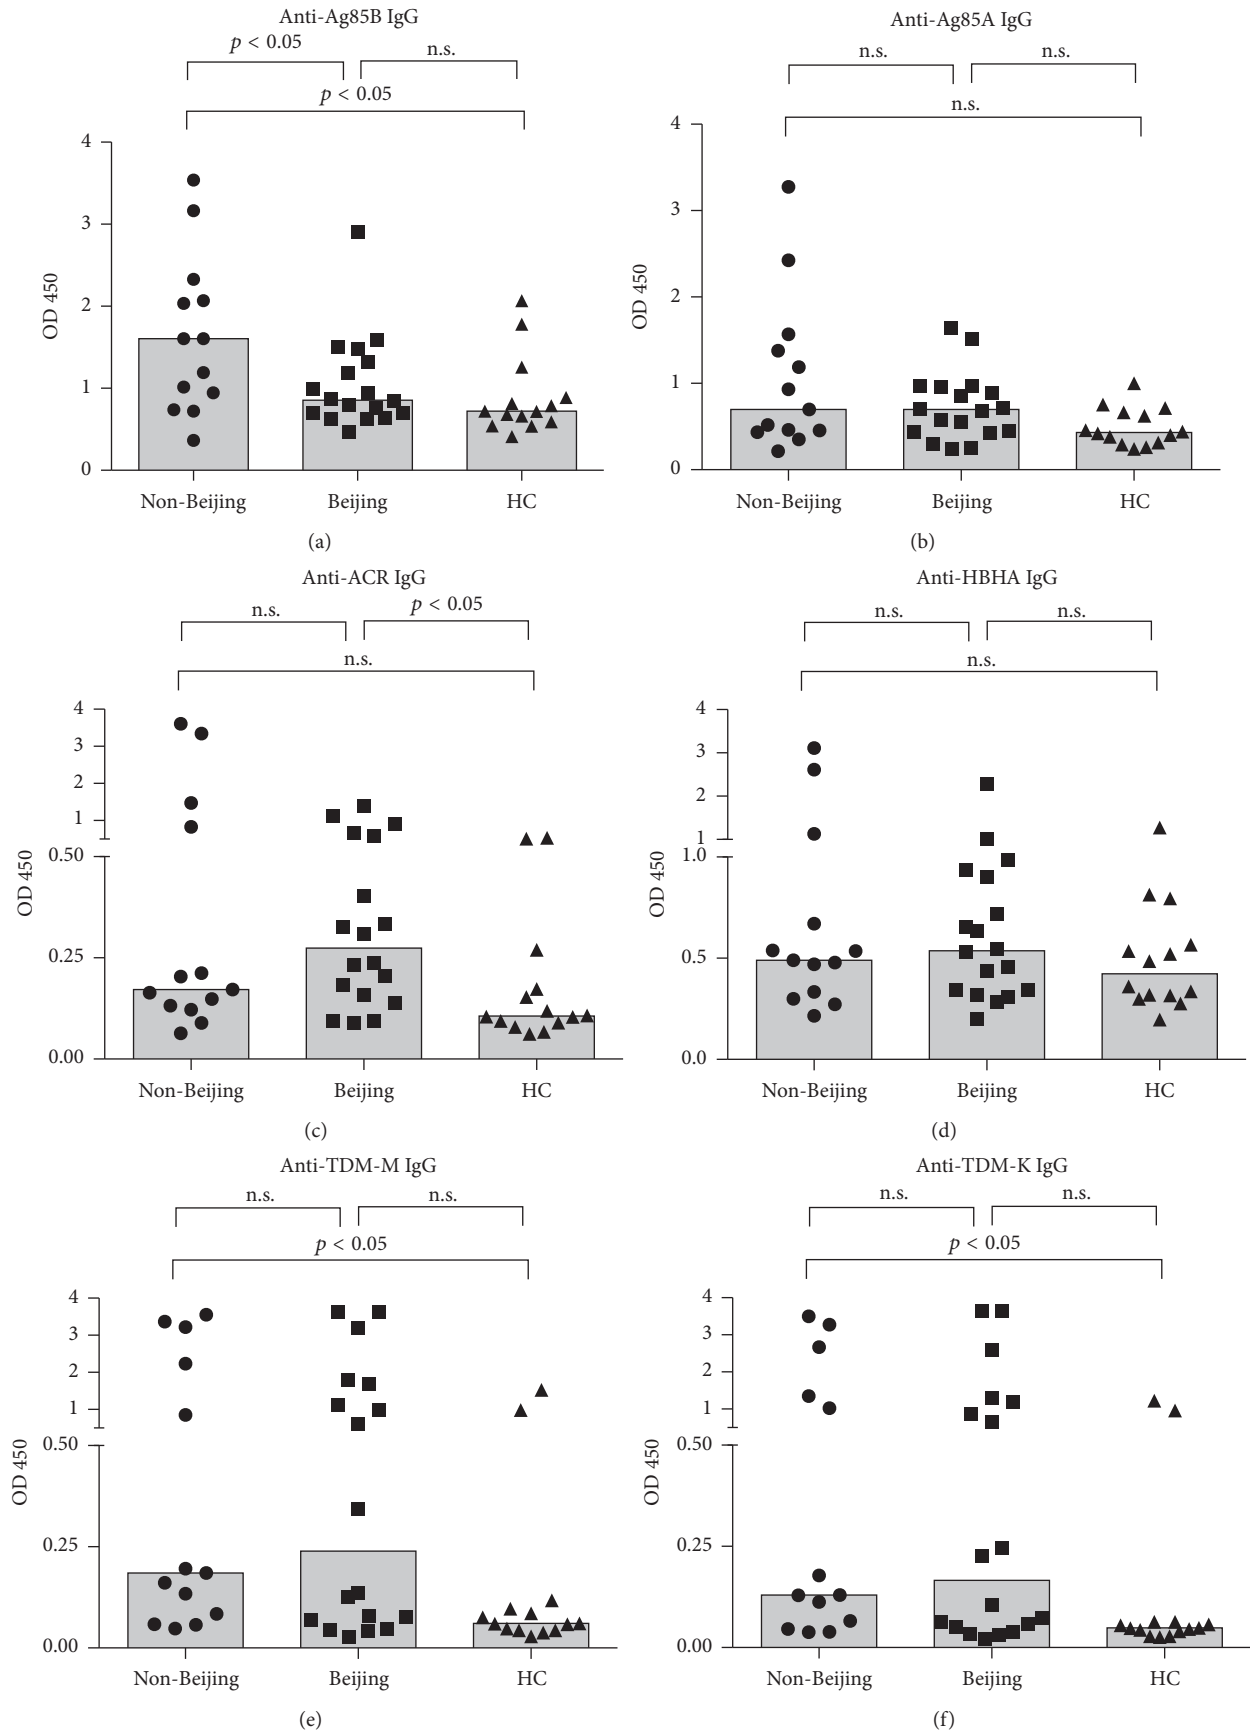 Anti-Ag85B IgG
p < 0.05
n.s.
p < 0.05
4
3
2
1
0
OD 450
Non-Beijing
Beijing
HC
(a)
Anti-Ag85A IgG
n.s.
n.s.
n.s.
4
3
2
1
0
OD 450
Non-Beijing
Beijing
HC
(b)
Anti-ACR IgG
n.s.
p < 0.05
n.s.
4
3
2
1
0.50
0.25
0.00
OD 450
Non-Beijing
Beijing
HC
(c)
Anti-HBHA IgG
n.s.
n.s.
n.s.
4
3
2
1
1.0
0.5
0.0
OD 450
Non-Beijing
Beijing
HC
(d)
Anti-TDM-M IgG
n.s.
n.s.
p < 0.05
4
3
2
1
0.50
0.25
0.00
OD 450
Non-Beijing
Beijing
HC
(e)
Anti-TDM-K IgG
n.s.
n.s.
p < 0.05
4
3
2
1
0.50
0.25
0.00
OD 450
Non-Beijing
Beijing
HC
(f)